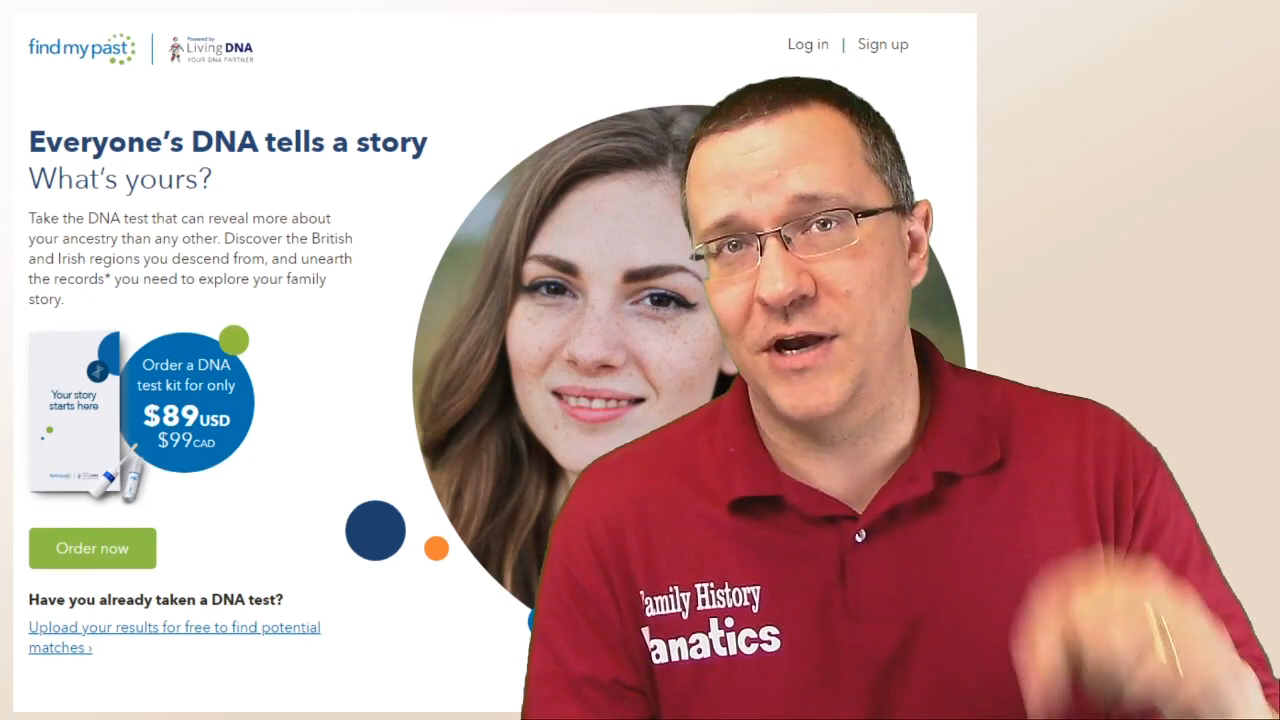 findmypast
Powered by
Living DNA
YOUR DNA PARTNER
Log in | Sign up
Everyone's DNA tells a story
What's yours?
Take the DNA test that can reveal more about
your ancestry than any other. Discover the British
and Irish regions you descend from, and unearth
the records* you need to explore your family
story.
Your story
starts here
Order a DNA
test kit for only
$89USD
$99CAD
Order now
Have you already taken a DNA test?
Upload your results for free to find potential
matches ›
amily History
anatics